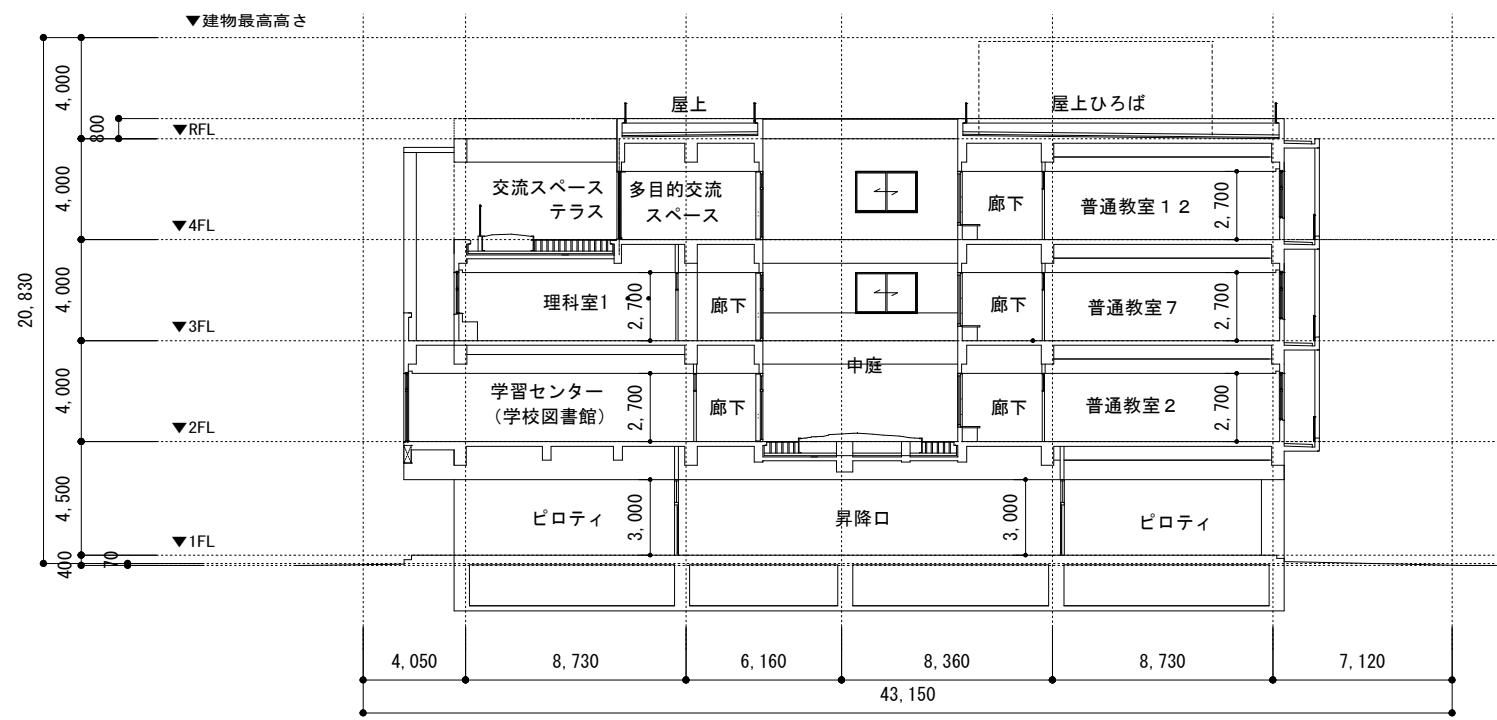 ▼建物最高高さ
4,000
800
屋上
屋上ひろば
▼RFL
4,000
交流スペース
テラス
多目的交流
スペース
廊下
普通教室12
2,700
▼4FL
20,830
4,000
理科室1
2,700
廊下
廊下
普通教室7
2,700
▼3FL
4,000
中庭
学習センター
(学校図書館)
2,700
廊下
廊下
普通教室2
2,700
▼2FL
4,500
ピロティ
3,000
昇降口
3,000
ピロティ
▼1FL
400
70
4,050
8,730
6,160
8,360
8,730
7,120
43,150